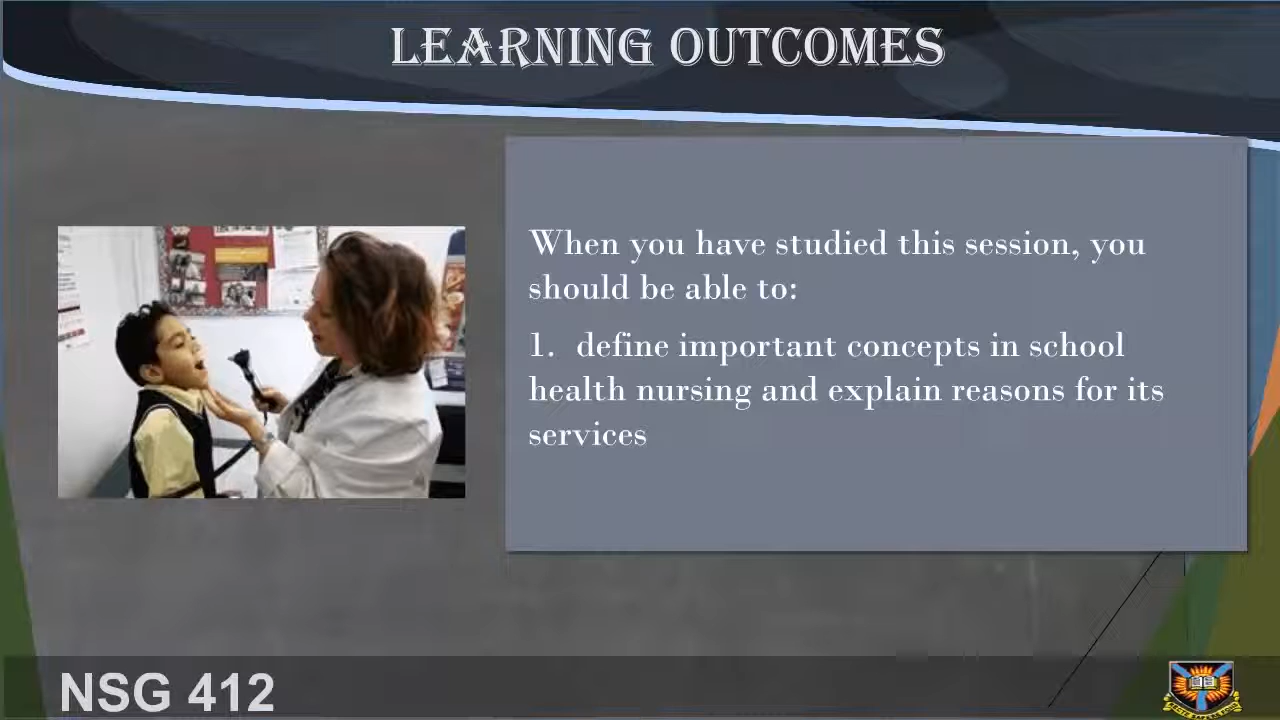 LEARNING OUTCOMES
When you have studied this session, you
should be able to:
1. define important concepts in school
health nursing and explain reasons for its
services
NSG 412